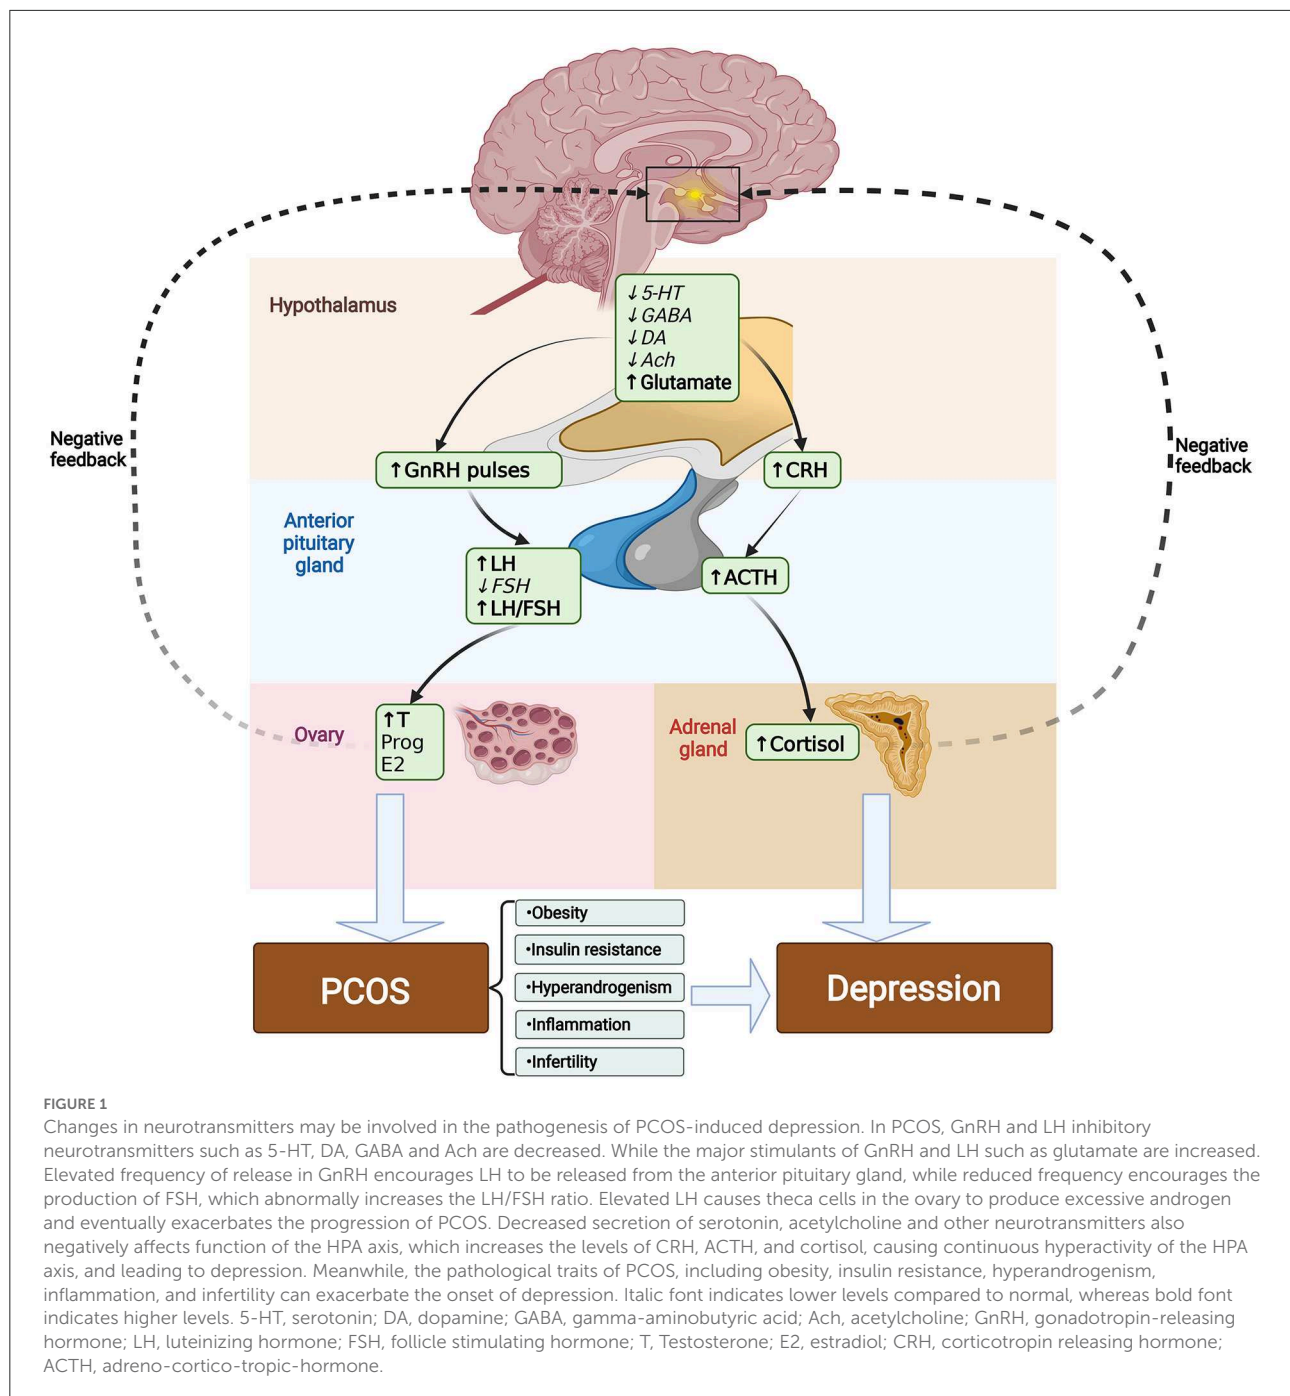 Hypothalamus
↓5-HT
↓GABA
↓DA
↓Ach
↑Glutamate
Negative
feedback
Negative
feedback
↑GnRH pulses
↑CRH
Anterior
pituitary
gland
↑LH
↓FSH
↑LH/FSH
↑ACTH
Ovary
↑T
Prog
E2
Adrenal
gland
↑Cortisol
PCOS
•Obesity
•Insulin resistance
•Hyperandrogenism
•Inflammation
•Infertility
Depression
FIGURE 1
Changes in neurotransmitters may be involved in the pathogenesis of PCOS-induced depression. In PCOS, GnRH and LH inhibitory
neurotransmitters such as 5-HT, DA, GABA and Ach are decreased. While the major stimulants of GnRH and LH such as glutamate are increased.
Elevated frequency of release in GnRH encourages LH to be released from the anterior pituitary gland, while reduced frequency encourages the
production of FSH, which abnormally increases the LH/FSH ratio. Elevated LH causes theca cells in the ovary to produce excessive androgen
and eventually exacerbates the progression of PCOS. Decreased secretion of serotonin, acetylcholine and other neurotransmitters also
negatively affects function of the HPA axis, which increases the levels of CRH, ACTH, and cortisol, causing continuous hyperactivity of the HPA
axis, and leading to depression. Meanwhile, the pathological traits of PCOS, including obesity, insulin resistance, hyperandrogenism,
inflammation, and infertility can exacerbate the onset of depression. Italic font indicates lower levels compared to normal, whereas bold font
indicates higher levels. 5-HT, serotonin; DA, dopamine; GABA, gamma-aminobutyric acid; Ach, acetylcholine; GnRH, gonadotropin-releasing
hormone; LH, luteinizing hormone; FSH, follicle stimulating hormone; T, Testosterone; E2, estradiol; CRH, corticotropin releasing hormone;
ACTH, adreno-cortico-tropic-hormone.